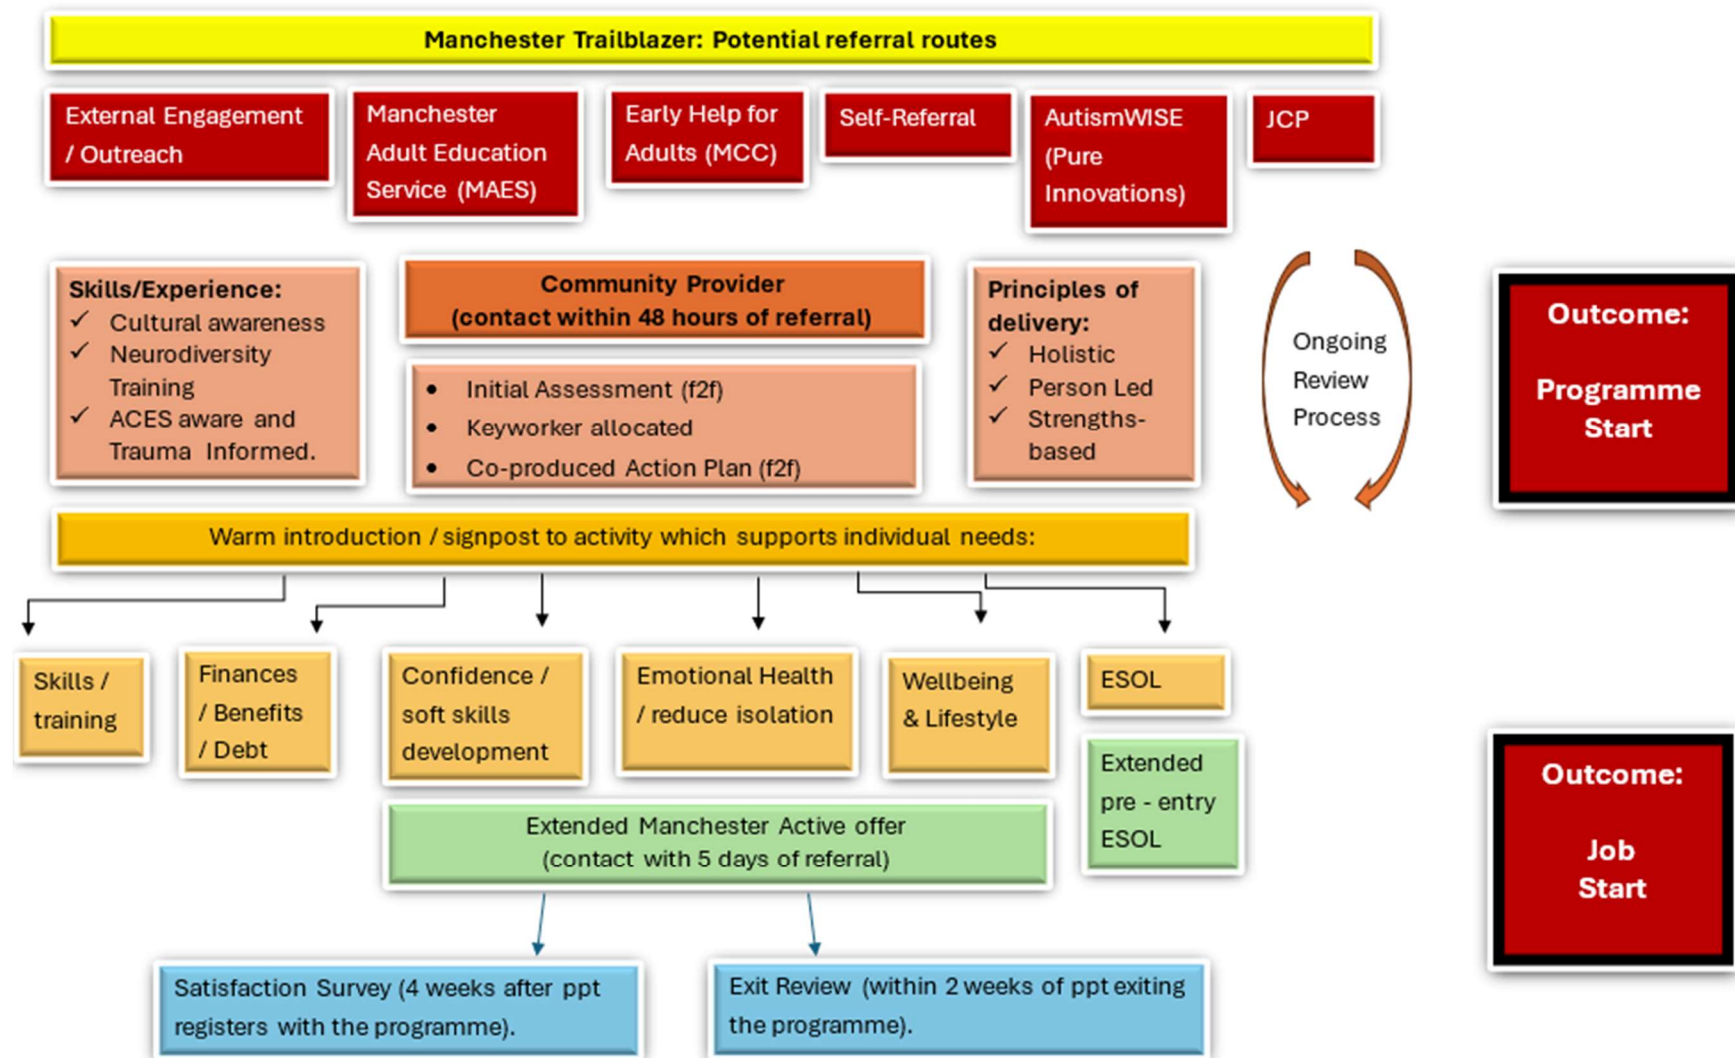 Manchester Trailblazer: Potential referral routes
External Engagement
/ Outreach
Manchester
Adult Education
Service (MAES)
Early Help for
Adults (MCC)
Self-Referral
AutismWISE
(Pure
Innovations)
JCP
Skills/Experience:
✓ Cultural awareness
✓ Neurodiversity
Training
✓ ACES aware and
Trauma Informed.
Community Provider
(contact within 48 hours of referral)
• Initial Assessment (f2f)
• Keyworker allocated
• Co-produced Action Plan (f2f)
Principles of
delivery:
✓ Holistic
✓ Person Led
✓ Strengths-
based
Ongoing
Review
Process
Outcome:
Programme
Start
Warm introduction / signpost to activity which supports individual needs:
Skills /
training
Finances
/ Benefits
/ Debt
Confidence /
soft skills
development
Emotional Health
/ reduce isolation
Wellbeing
& Lifestyle
ESOL
Extended
pre - entry
ESOL
Extended Manchester Active offer
(contact with 5 days of referral)
Outcome:
Job
Start
Satisfaction Survey (4 weeks after ppt
registers with the programme).
Exit Review (within 2 weeks of ppt exiting
the programme).